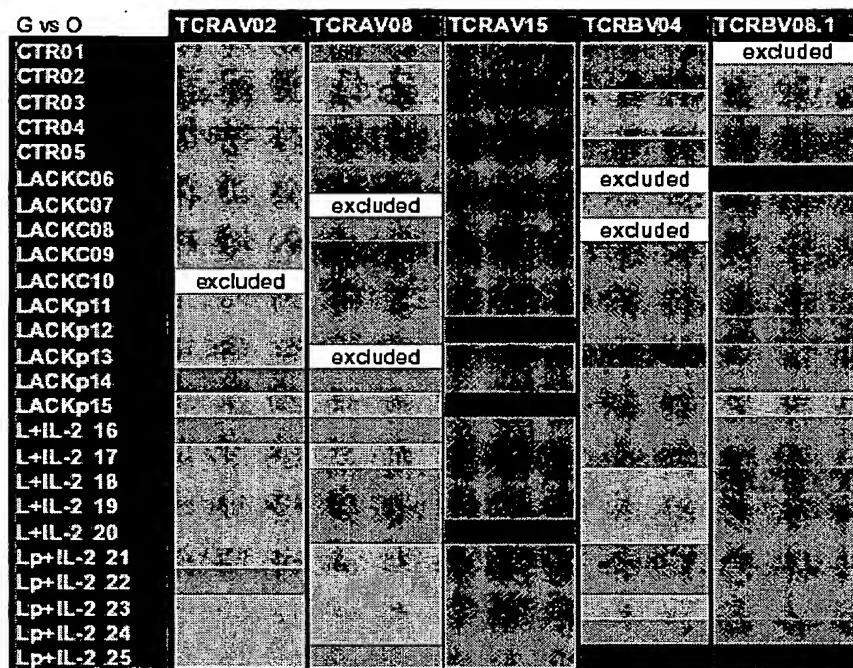 G vs O TCRAV02 TCRAV08 TCRAV15 TCRBV04 TCRBV08.1
CTR01 excluded
CTR02
CTR03
CTR04
CTR05
LACKC06 excluded
LACKC07 excluded
LACKC08 excluded
LACKC09
LACKC10 excluded
LACKp11
LACKp12
LACKp13 excluded
LACKp14
LACKp15
L+IL-2 16
L+IL-2 17
L+IL-2 18
L+IL-2 19
L+IL-2 20
Lp+IL-2 21
Lp+IL-2 22
Lp+IL-2 23
Lp+IL-2 24
Lp+IL-2 25